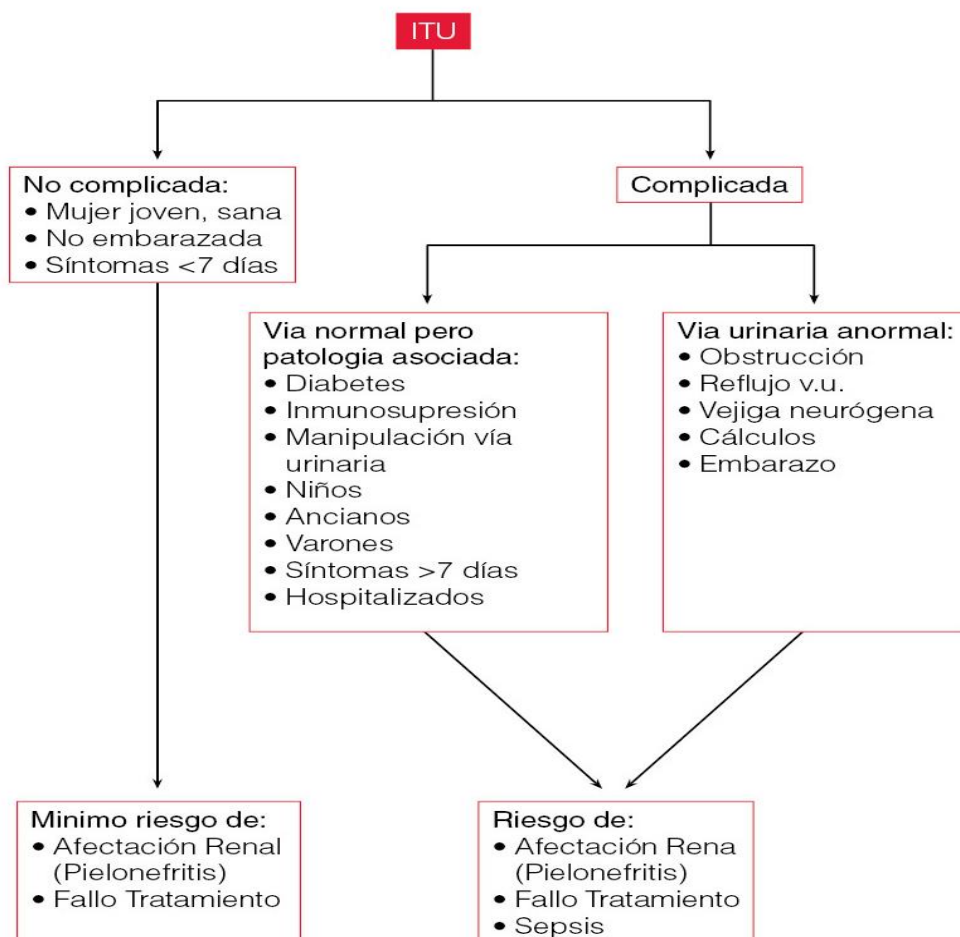 ITU
No complicada:
• Mujer joven, sana
• No embarazada
• Síntomas <7 días
Complicada
Via normal pero
patologia asociada:
• Diabetes
• Inmunosupresión
• Manipulación vía
urinaria
• Niños
• Ancianos
• Varones
• Síntomas >7 días
• Hospitalizados
Via urinaria anormal:
• Obstrucción
• Reflujo v.u.
• Vejiga neurógena
• Cálculos
• Embarazo
Minimo riesgo de:
• Afectación Renal
(Pielonefritis)
• Fallo Tratamiento
Riesgo de:
• Afectación Rena
(Pielonefritis)
• Fallo Tratamiento
• Sepsis